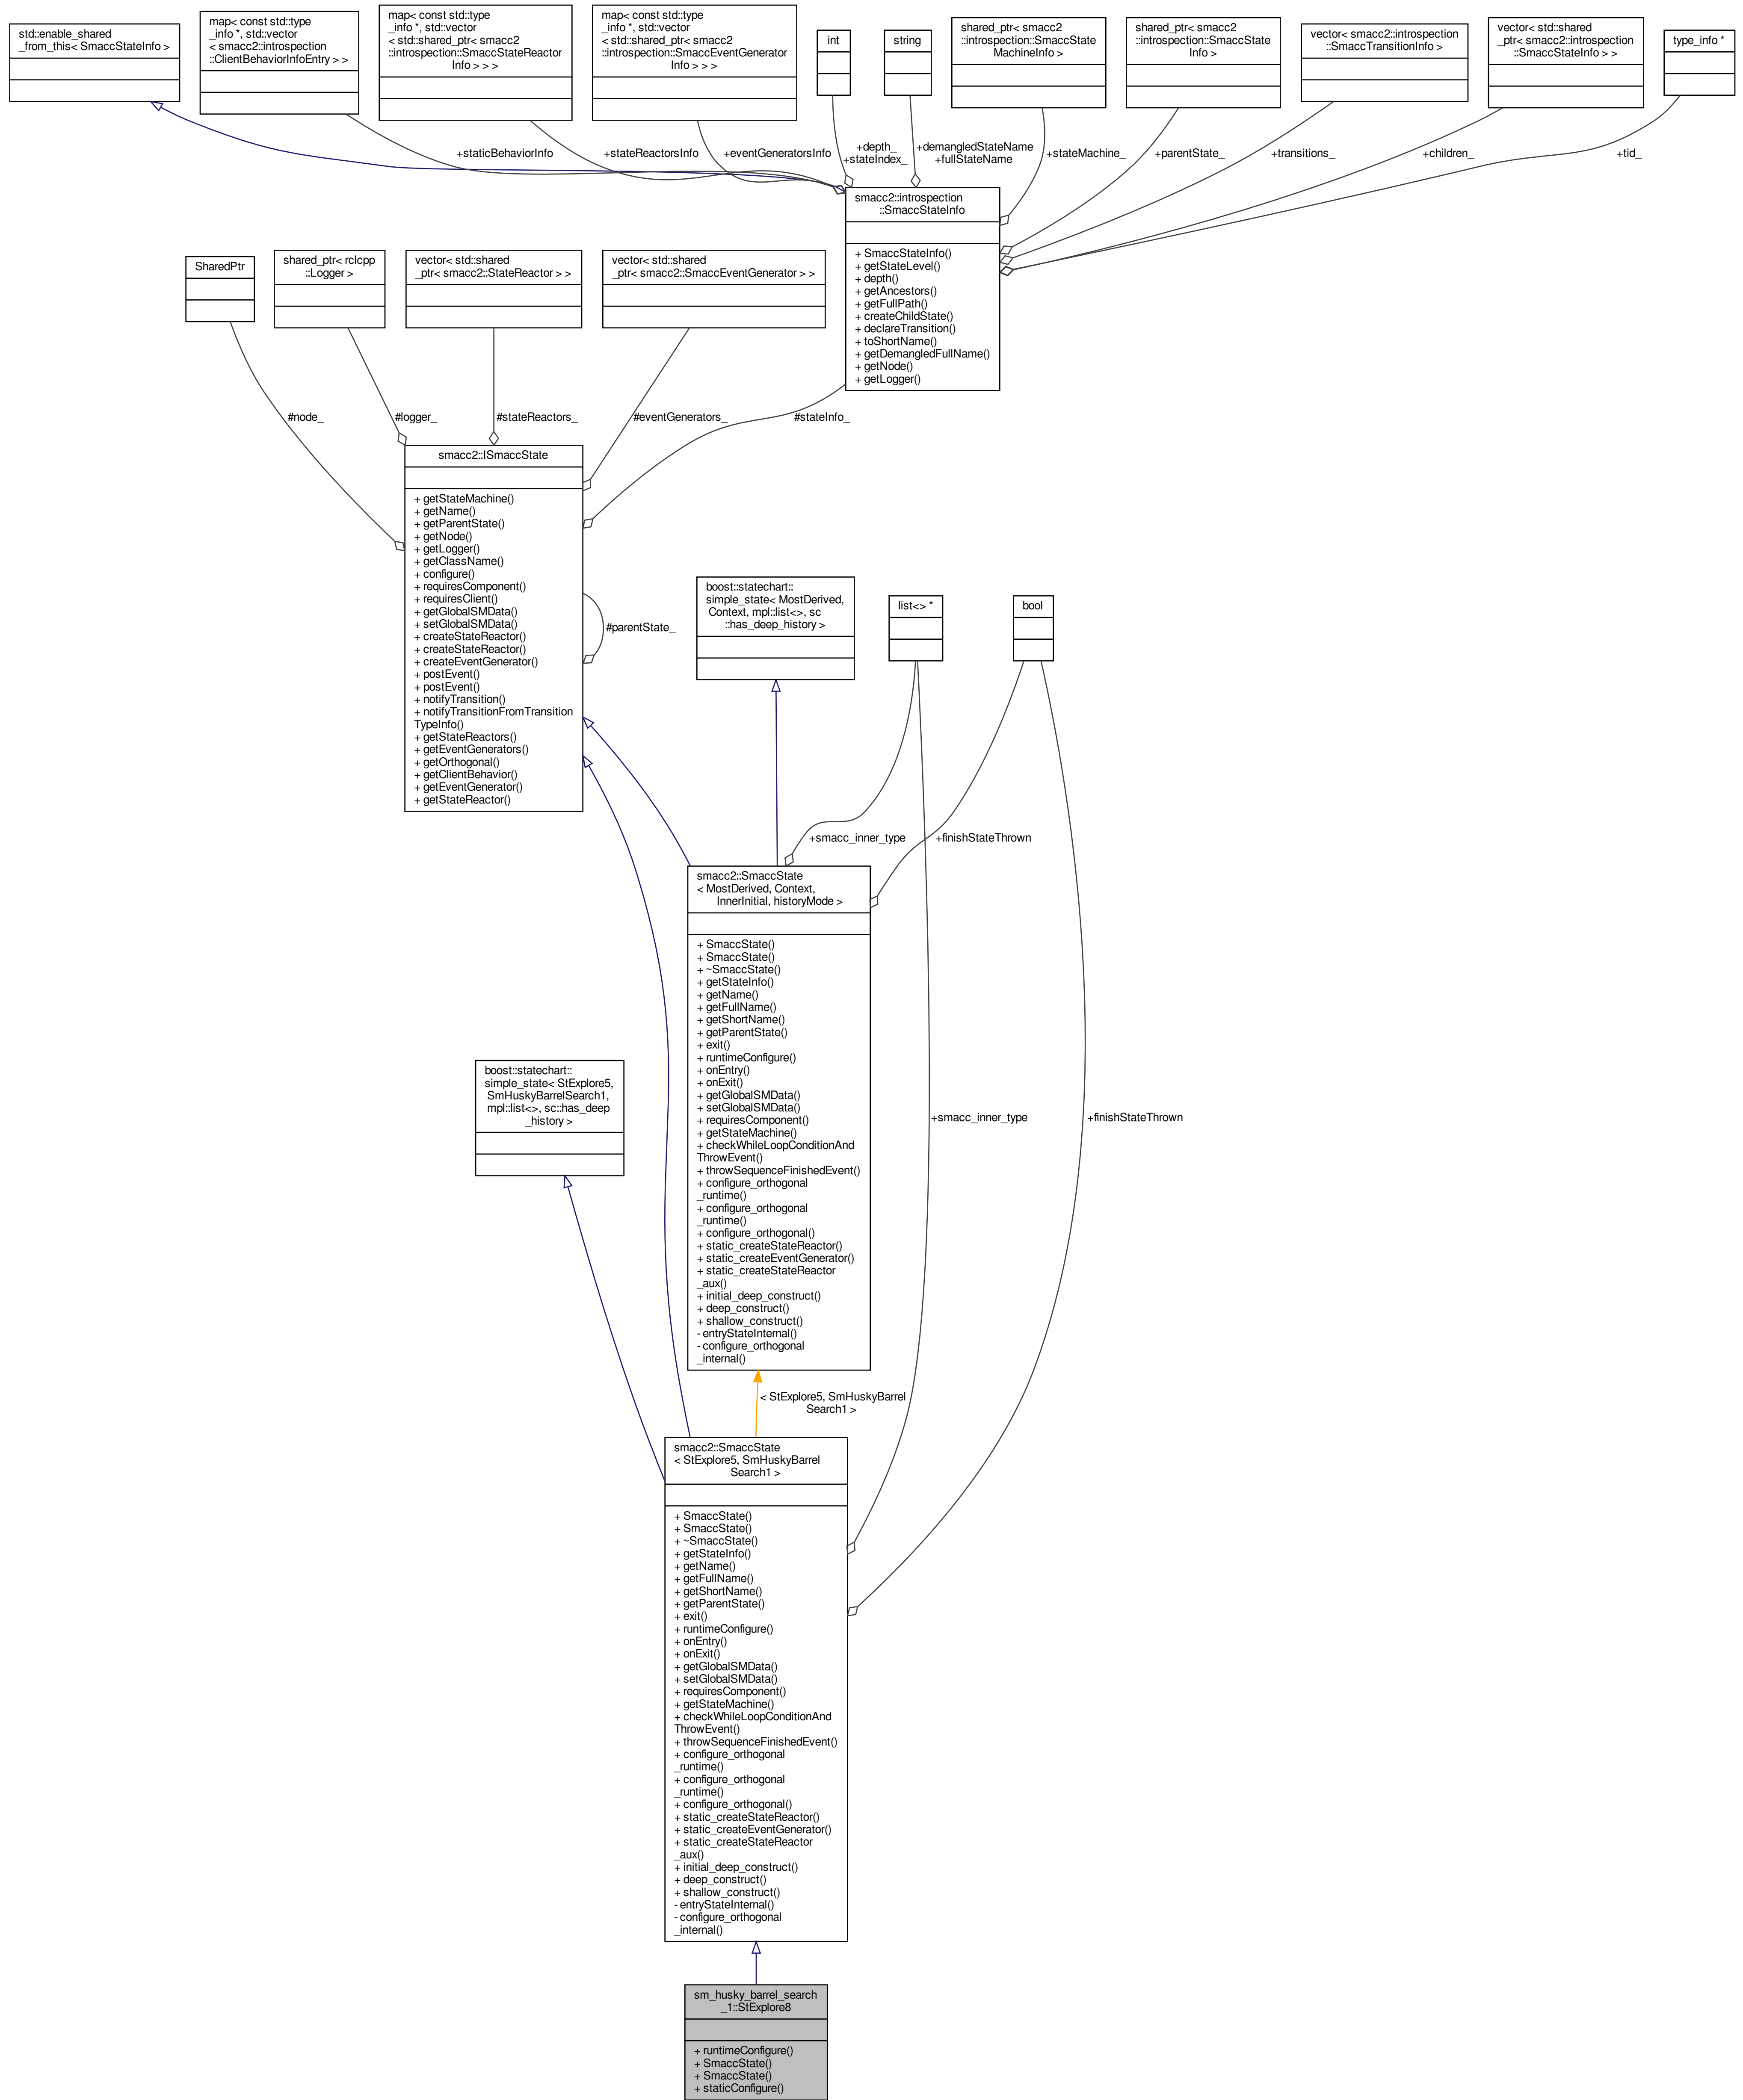 std::enable_shared
_from_this< SmaccStateInfo >
map< const std::type
_info *, std::vector
< smacc2::introspection
::ClientBehaviorInfoEntry > >
map< const std::type
_info *, std::vector
< std::shared_ptr< smacc2
::introspection::SmaccStateReactor
Info > > >
map< const std::type
_info *, std::vector
< std::shared_ptr< smacc2
::introspection::SmaccEventGenerator
Info > > >
int
string
shared_ptr< smacc2
::introspection::SmaccState
MachineInfo >
shared_ptr< smacc2
::introspection::SmaccState
Info >
vector< smacc2::introspection
::SmaccTransitionInfo >
vector< std::shared
_ptr< smacc2::introspection
::SmaccStateInfo > >
type_info *
+staticBehaviorInfo
+stateReactorsInfo
+eventGeneratorsInfo
+depth_
+stateIndex_
+demangledStateName
+fullStateName
+stateMachine_
+parentState_
+transitions_
+children_
+tid_
smacc2::introspection
::SmaccStateInfo
+ SmaccStateInfo()
+ getStateLevel()
+ depth()
+ getAncestors()
+ getFullPath()
+ createChildState()
+ declareTransition()
+ toShortName()
+ getDemangledFullName()
+ getNode()
+ getLogger()
SharedPtr
shared_ptr< rclcpp
::Logger >
vector< std::shared
_ptr< smacc2::StateReactor > >
vector< std::shared
_ptr< smacc2::SmaccEventGenerator > >
#node_
#logger_
#stateReactors_
#eventGenerators_
#stateInfo_
smacc2::ISmaccState
+ getStateMachine()
+ getName()
+ getParentState()
+ getNode()
+ getLogger()
+ getClassName()
+ configure()
+ requiresComponent()
+ requiresClient()
+ getGlobalSMData()
+ setGlobalSMData()
+ createStateReactor()
+ createStateReactor()
+ createEventGenerator()
+ postEvent()
+ postEvent()
+ notifyTransition()
+ notifyTransitionFromTransition
TypeInfo()
+ getStateReactors()
+ getEventGenerators()
+ getOrthogonal()
+ getClientBehavior()
+ getEventGenerator()
+ getStateReactor()
#parentState_
boost::statechart::
simple_state< MostDerived,
Context, mpl::list<>, sc
::has_deep_history >
list<> *
bool
+smacc_inner_type
+finishStateThrown
smacc2::SmaccState
< MostDerived, Context,
InnerInitial, historyMode >
+ SmaccState()
+ SmaccState()
+ ~SmaccState()
+ getStateInfo()
+ getName()
+ getFullName()
+ getShortName()
+ getParentState()
+ exit()
+ runtimeConfigure()
+ onEntry()
+ onExit()
+ getGlobalSMData()
+ setGlobalSMData()
+ requiresComponent()
+ getStateMachine()
+ checkWhileLoopConditionAnd
ThrowEvent()
+ throwSequenceFinishedEvent()
+ configure_orthogonal
_runtime()
+ configure_orthogonal
_runtime()
+ configure_orthogonal()
+ static_createStateReactor()
+ static_createEventGenerator()
+ static_createStateReactor
_aux()
+ initial_deep_construct()
+ deep_construct()
+ shallow_construct()
- entryStateInternal()
- configure_orthogonal
_internal()
boost::statechart::
simple_state< StExplore5,
SmHuskyBarrelSearch1,
mpl::list<>, sc::has_deep
_history >
+smacc_inner_type
+finishStateThrown
< StExplore5, SmHuskyBarrel
Search1 >
smacc2::SmaccState
< StExplore5, SmHuskyBarrel
Search1 >
+ SmaccState()
+ SmaccState()
+ ~SmaccState()
+ getStateInfo()
+ getName()
+ getFullName()
+ getShortName()
+ getParentState()
+ exit()
+ runtimeConfigure()
+ onEntry()
+ onExit()
+ getGlobalSMData()
+ setGlobalSMData()
+ requiresComponent()
+ getStateMachine()
+ checkWhileLoopConditionAnd
ThrowEvent()
+ throwSequenceFinishedEvent()
+ configure_orthogonal
_runtime()
+ configure_orthogonal
_runtime()
+ configure_orthogonal()
+ static_createStateReactor()
+ static_createEventGenerator()
+ static_createStateReactor
_aux()
+ initial_deep_construct()
+ deep_construct()
+ shallow_construct()
- entryStateInternal()
- configure_orthogonal
_internal()
sm_husky_barrel_search
_1::StExplore8
+ runtimeConfigure()
+ SmaccState()
+ SmaccState()
+ staticConfigure()